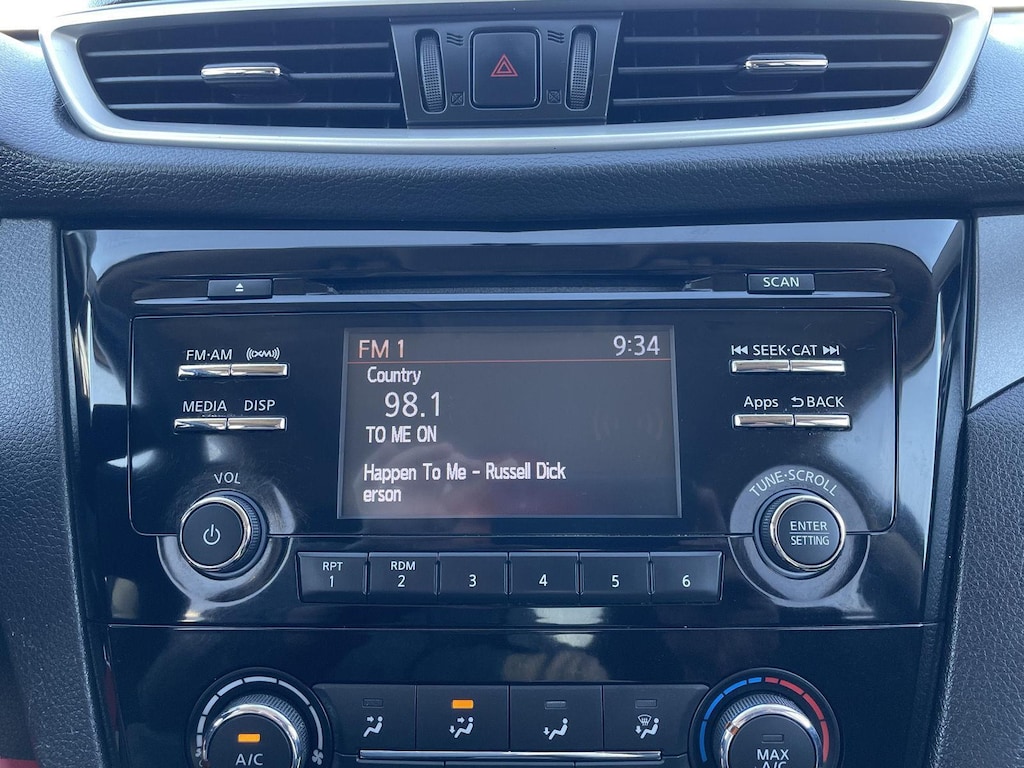 SCAN
FM·AM ((XM))
FM 1 9:34
SEEK·CAT
Country
98.1
MEDIA DISP
Apps BACK
TO ME ON
Happen To Me - Russell Dick
erson
VOL
TUNE·SCROLL
ENTER
SETTING
RPT
1
RDM
2
3
4
5
6
A/C
MAX
A/C